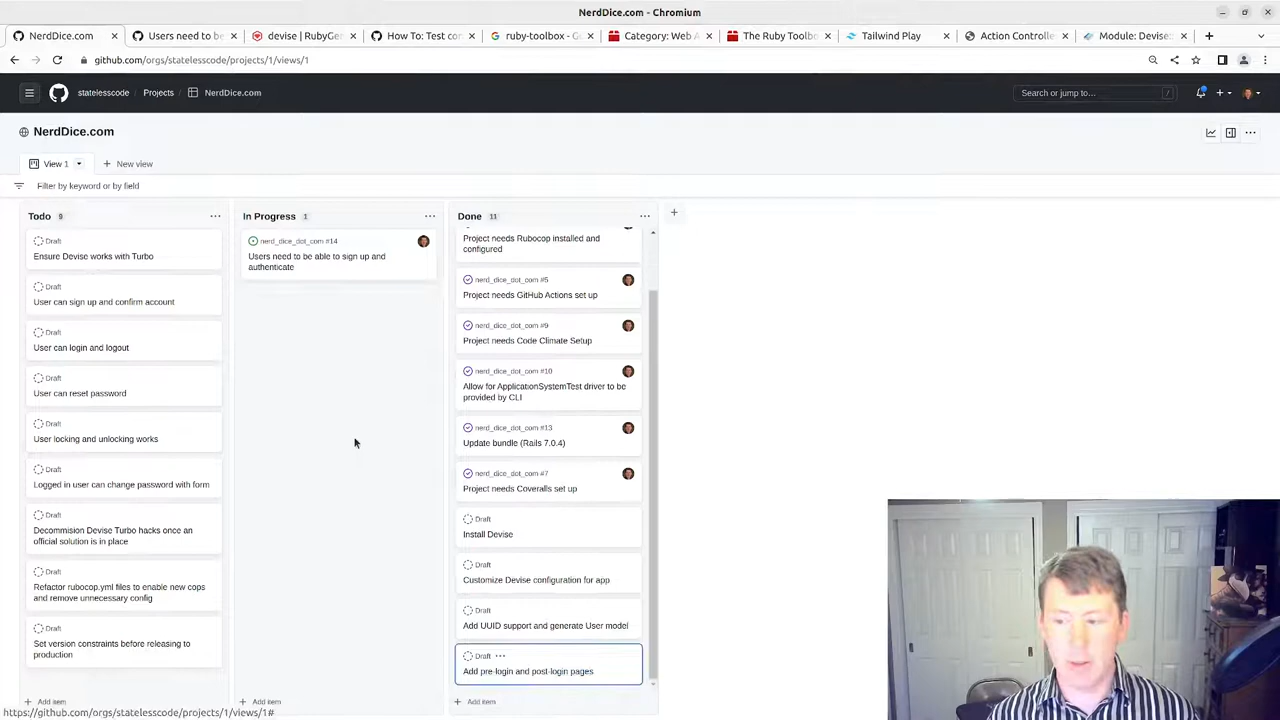 NerdDice.com - Chromium
NerdDice.com
Users need to be
devise | RubyGe
How To: Test con
ruby-toolbox - G
Category: Web A
The Ruby Toolbo
Tailwind Play
Action Controlle
Module: Devise:
github.com/orgs/statelesscode/projects/1/views/1
statelesscode / Projects / NerdDice.com
Search or jump to... /
NerdDice.com
View 1
New view
Filter by keyword or by field
Todo 9
Draft
Ensure Devise works with Turbo
Draft
User can sign up and confirm account
Draft
User can login and logout
Draft
User can reset password
Draft
User locking and unlocking works
Draft
Logged in user can change password with form
Draft
Decommision Devise Turbo hacks once an
official solution is in place
Draft
Refactor rubocop.yml files to enable new cops
and remove unnecessary config
Draft
Set version constraints before releasing to
production
Add item
In Progress 1
nerd_dice_dot_com #14
Users need to be able to sign up and
authenticate
Add item
Done 11
Project needs Rubocop installed and
configured
nerd_dice_dot_com #5
Project needs GitHub Actions set up
nerd_dice_dot_com #9
Project needs Code Climate Setup
nerd_dice_dot_com #10
Allow for ApplicationSystemTest driver to be
provided by CLI
nerd_dice_dot_com #13
Update bundle (Rails 7.0.4)
nerd_dice_dot_com #7
Project needs Coveralls set up
Draft
Install Devise
Draft
Customize Devise configuration for app
Draft
Add UUID support and generate User model
Draft
Add pre-login and post-login pages
Add item
https://github.com/orgs/statelesscode/projects/1/views/1#